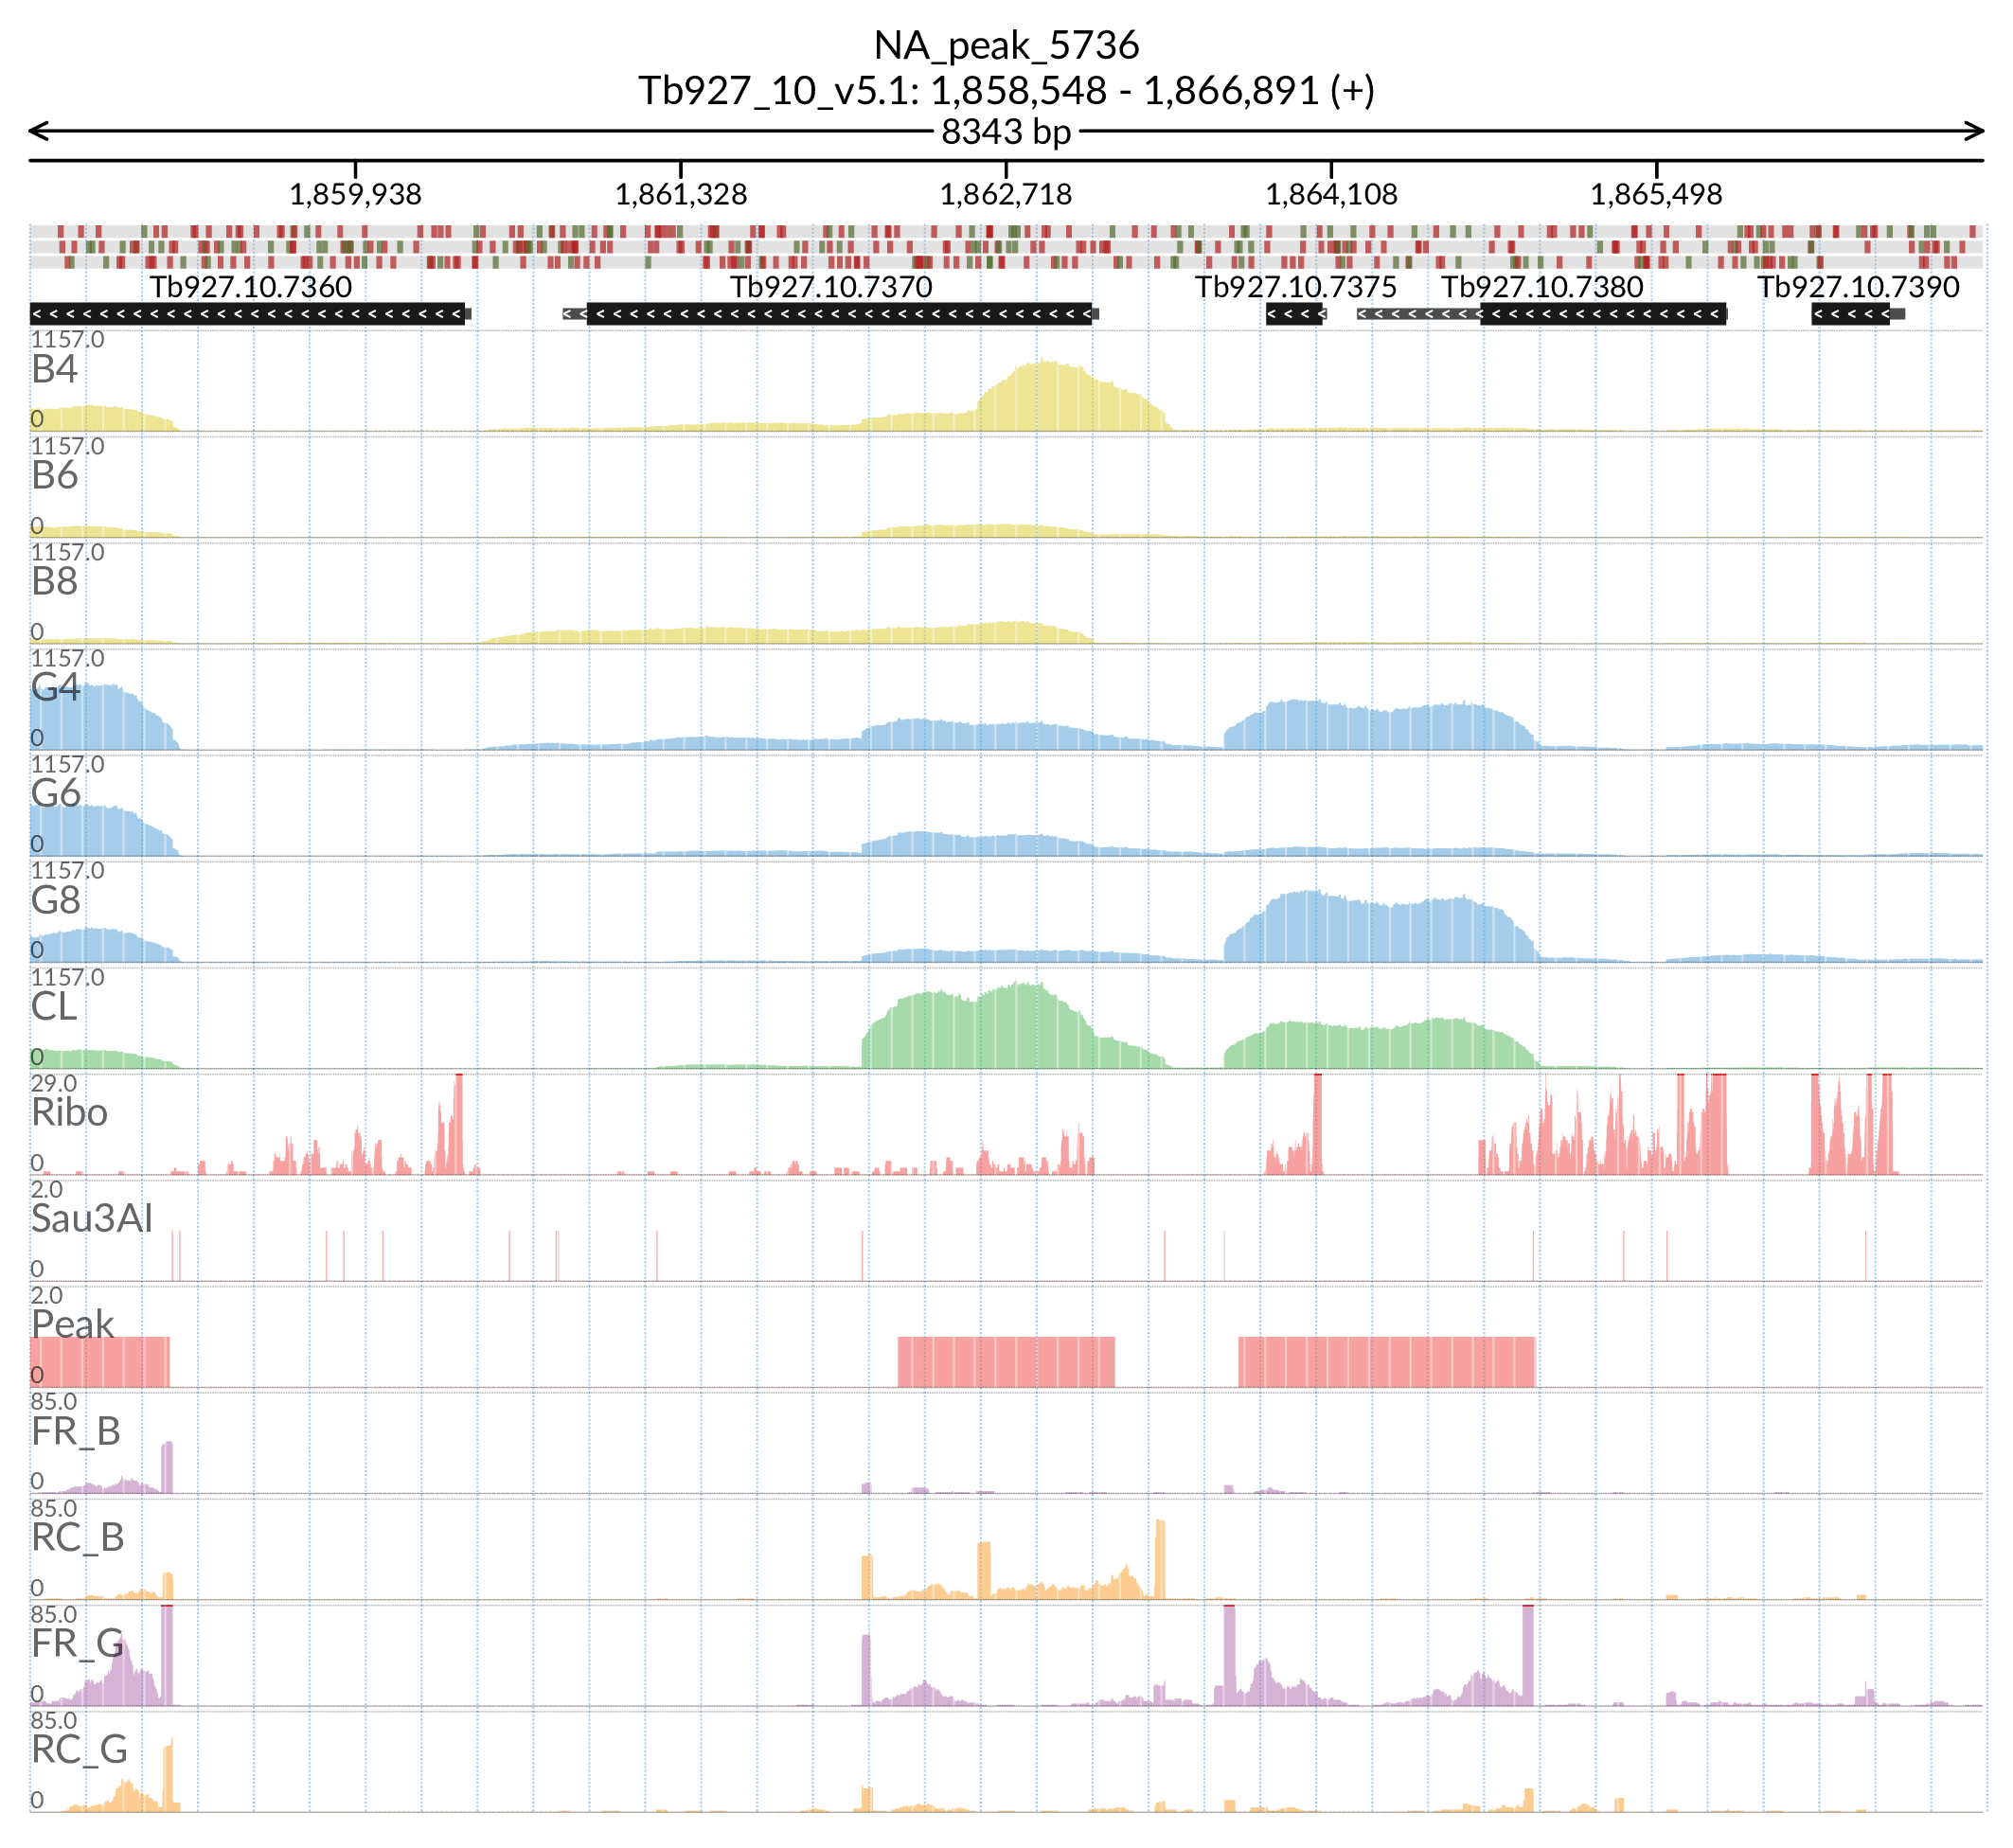 NA_peak_5736
Tb927_10_v5.1: 1,858,548 - 1,866,891 (+)
8343 bp
1,859,938 1,861,328 1,862,718 1,864,108 1,865,498
Tb927.10.7360 Tb927.10.7370 Tb927.10.7375 Tb927.10.7380 Tb927.10.7390
1157.0
B4
0
1157.0
B6
0
1157.0
B8
0
1157.0
G4
0
1157.0
G6
0
1157.0
G8
0
1157.0
CL
0
29.0
Ribo
0
2.0
Sau3AI
0
2.0
Peak
0
85.0
FR_B
0
85.0
RC_B
0
85.0
FR_G
0
85.0
RC_G
0